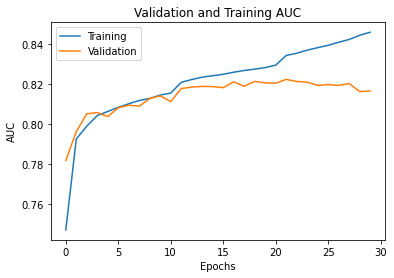 Validation and Training AUC
Training
Validation
0.84
0.82
0.80
0.78
0.76
AUC
0 5 10 15 20 25 30
Epochs